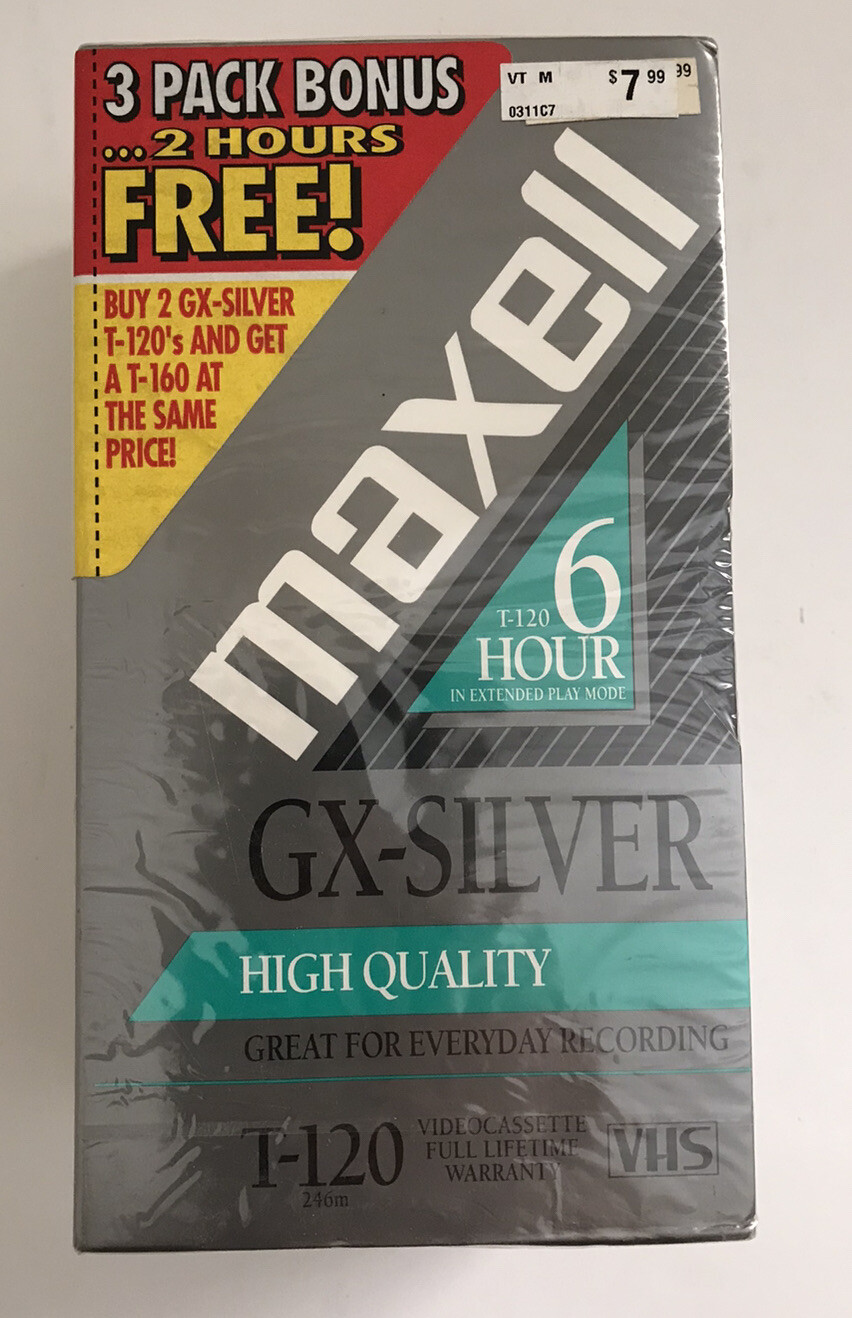 3 PACK BONUS
...2 HOURS
FREE!
BUY 2 GX-SILVER
T-120's AND GET
A T-160 AT
THE SAME
PRICE!
VT M $7 99 99
0311C7
maxell
T-120 6
HOUR
IN EXTENDED PLAY MODE
GX-SILVER
HIGH QUALITY
GREAT FOR EVERYDAY RECORDING
T-120
246m
VIDEOCASSETTE
FULL LIFETIME
WARRANTY
VHS